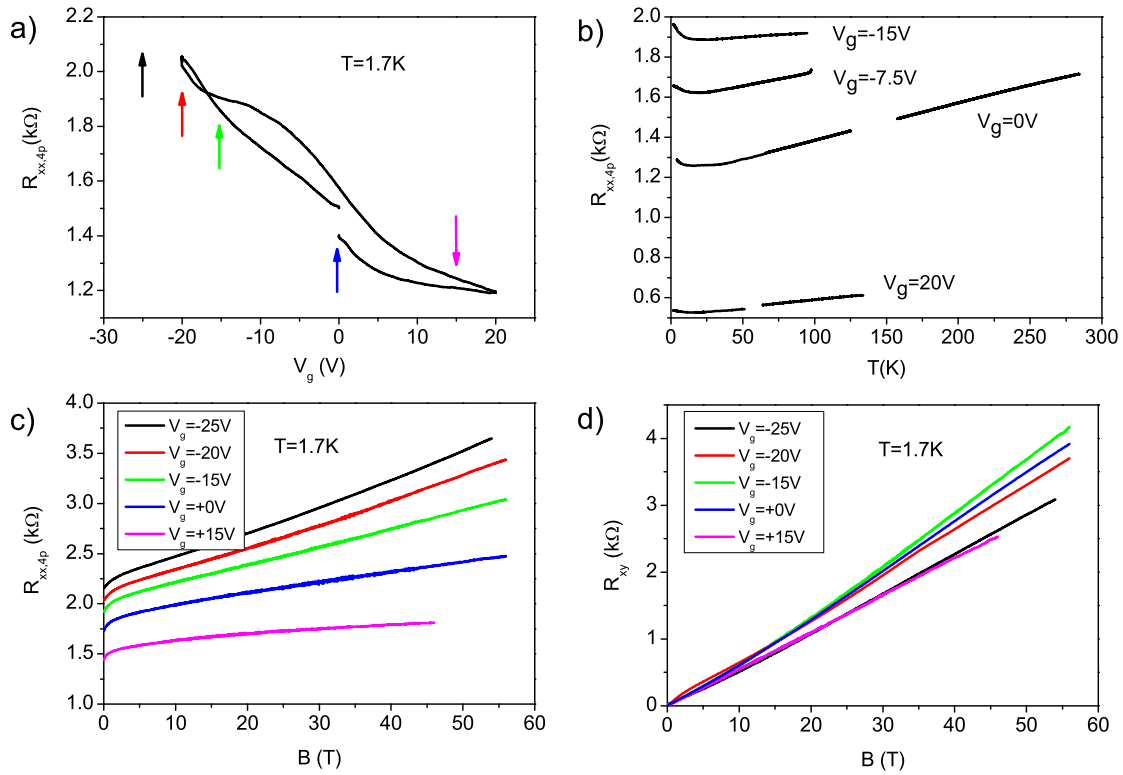 a)
2.2
2.0
1.8
1.6
1.4
1.2
R_xx,4p (kΩ)
T=1.7K
-30 -20 -10 0 10 20
V_g (V)
b)
2.0
1.8
1.6
1.4
1.2
1.0
0.8
0.6
R_xx,4p (kΩ)
V_g=-15V
V_g=-7.5V
V_g=0V
V_g=20V
0 25 50 75 100 125 150 175 200 225 250 275 300
T(K)
c)
4.0
3.5
3.0
2.5
2.0
1.5
1.0
R_xx,4p (kΩ)
V_g=-25V
V_g=-20V
V_g=-15V
V_g=+0V
V_g=+15V
T=1.7K
0 10 20 30 40 50 60
B (T)
d)
4
3
2
1
0
R_xy (kΩ)
V_g=-25V
V_g=-20V
V_g=-15V
V_g=+0V
V_g=+15V
T=1.7K
0 10 20 30 40 50 60
B (T)